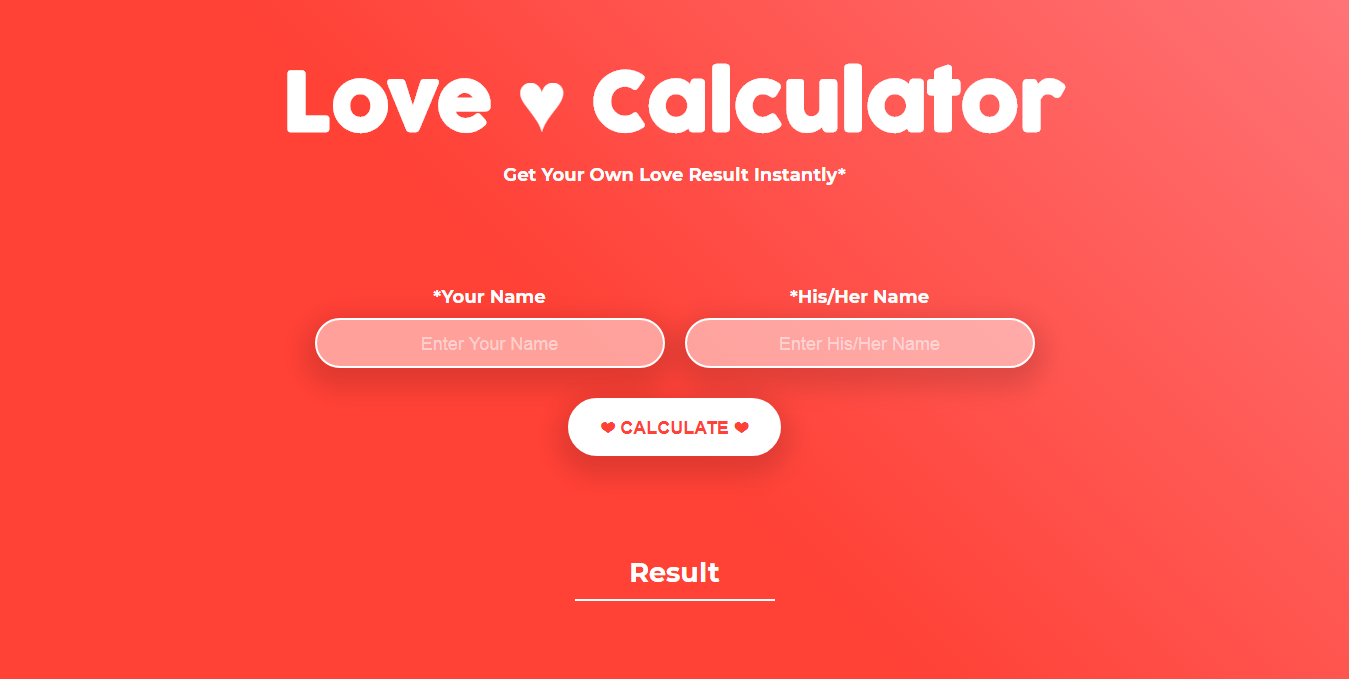 Love ♥ Calculator
Get Your Own Love Result Instantly*
*Your Name
*His/Her Name
Enter Your Name
Enter His/Her Name
❤ CALCULATE ❤
Result